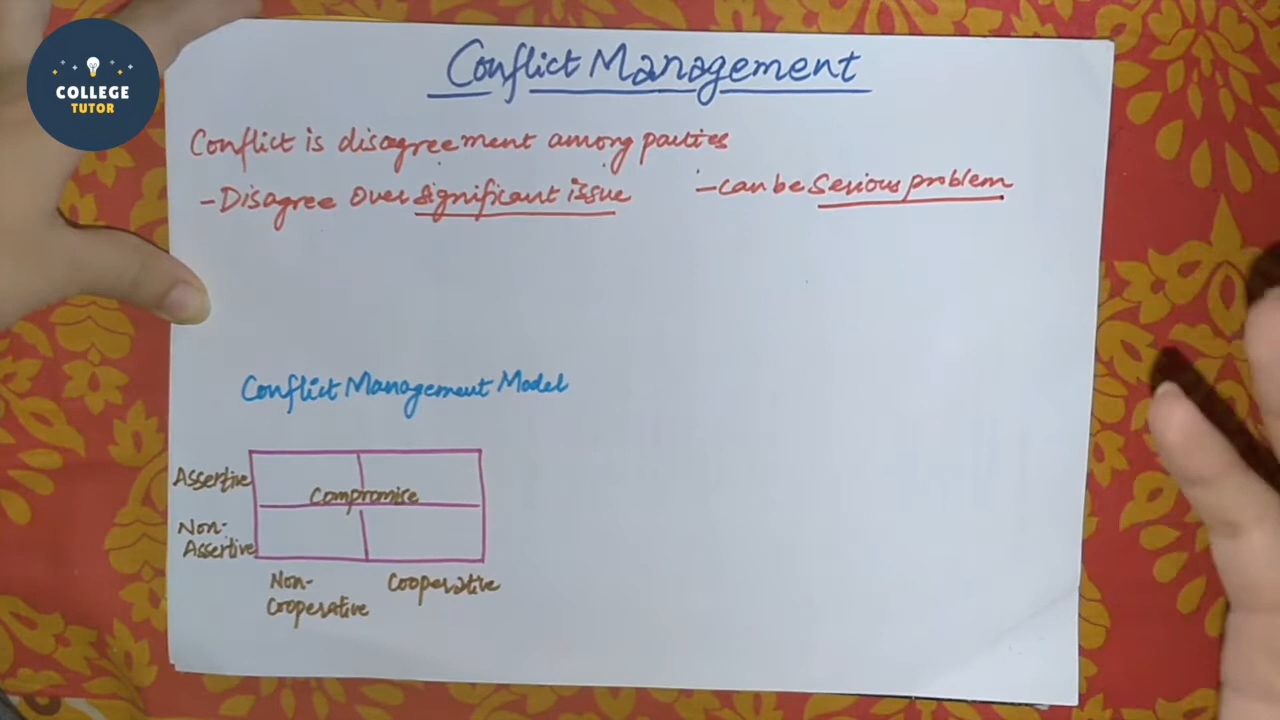 COLLEGE
TUTOR
Conflict Management
Conflict is disagreement among parties
- Disagree Over significant issue
- can be Serious problem
Conflict Management Model
Assertive
Compromise
Non-
Assertive
Non-
Cooperative
Cooperative